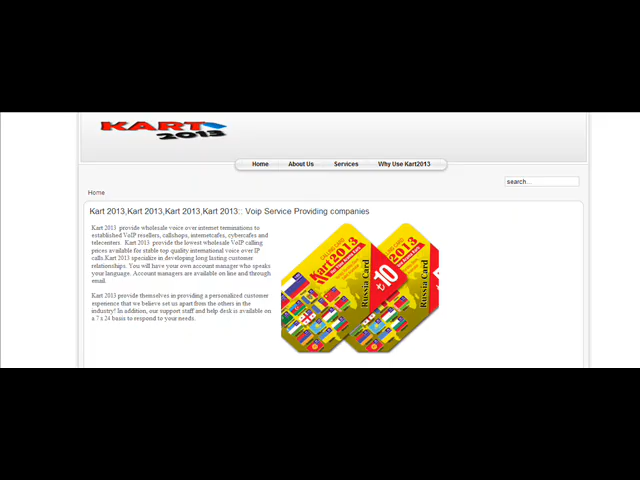 KART
2013
Home About Us Services Why Use Kart2013
search...
Home
Kart 2013,Kart 2013,Kart 2013,Kart 2013:: Voip Service Providing companies
Kart 2013 provide wholesale voice over internet terminations to
established VoIP resellers, callshops, internetcafes, cybercafes and
telecenters. Kart 2013 provide the lowest wholesale VoIP calling
prices available for stable top quality international voice over IP
calls.Kart 2013 specialize in developing long lasting customer
relationships. You will have your own account manager who speaks
your language. Account managers are available on line and through
email.
Kart 2013 provide themselves in providing a personalized customer
experience that we believe set us apart from the others in the
industry! In addition, our support staff and help desk is available on
a 7 x 24 basis to respond to your needs.
CALLING CARD
Kart 2013
Russia Card
₺10
Kart 2013
Russia Card